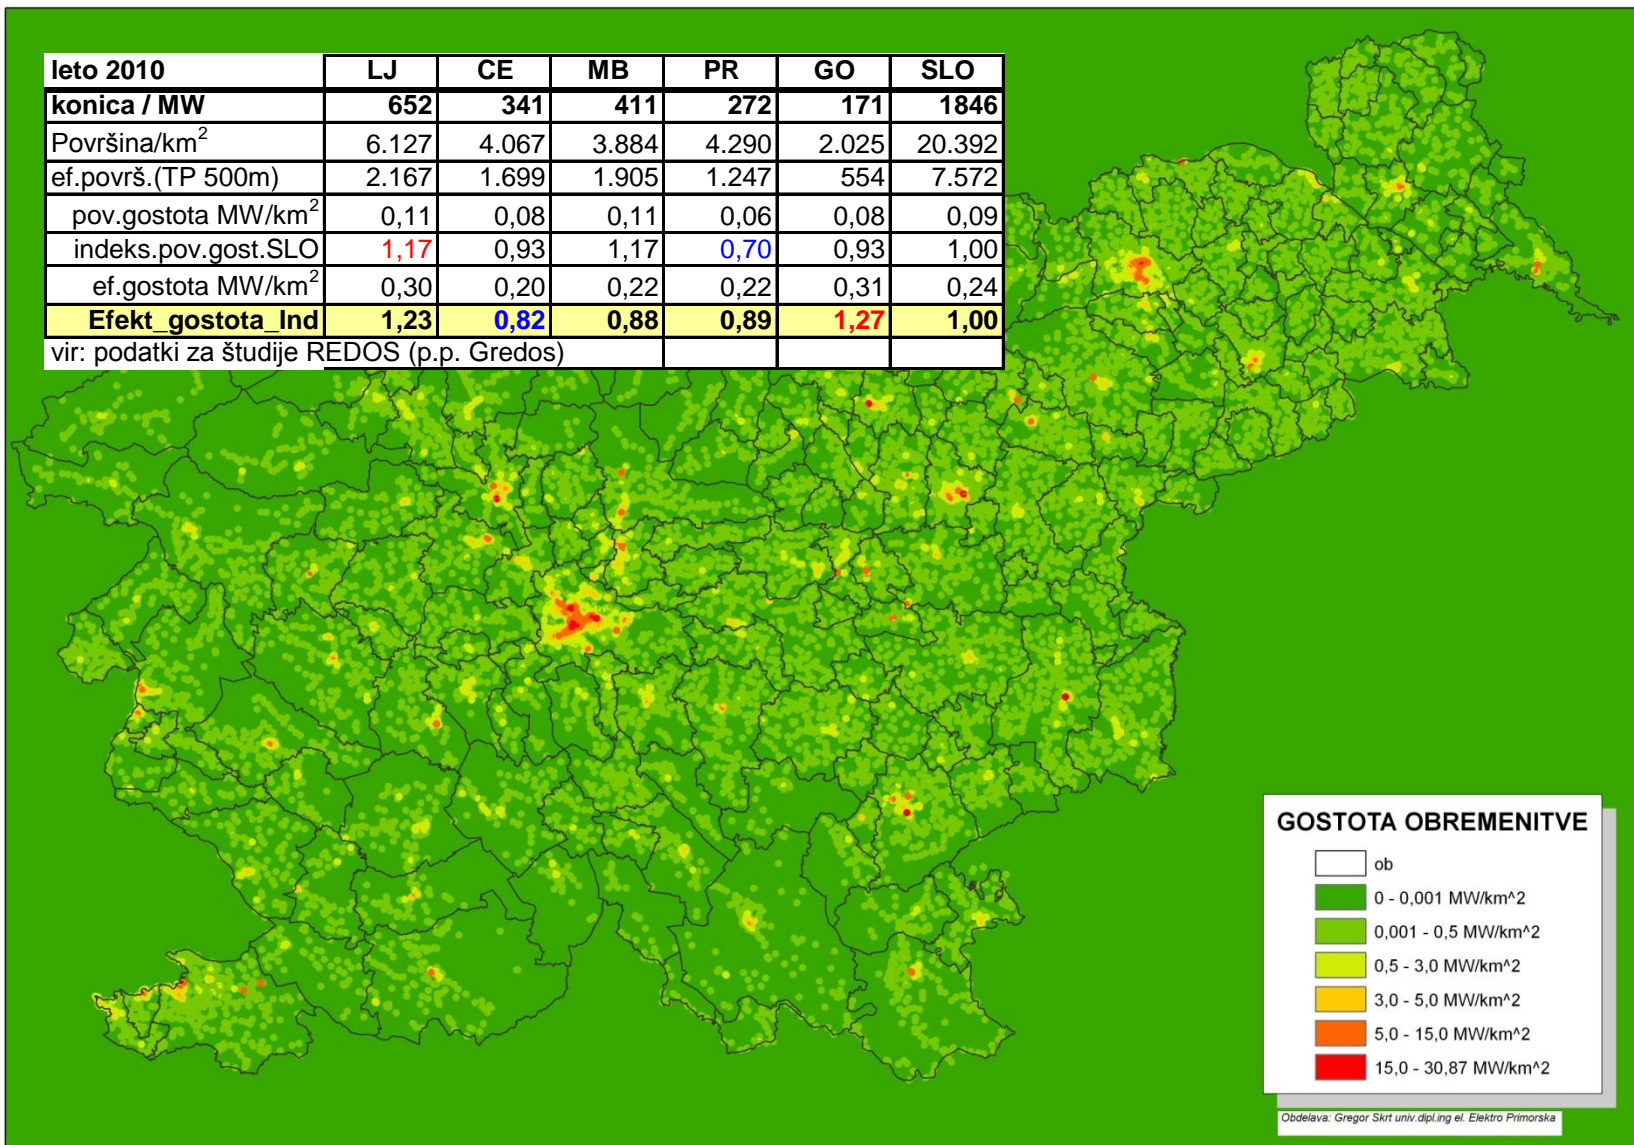 leto 2010 LJ CE MB PR GO SLO
konica / MW 652 341 411 272 171 1846
Površina/km² 6.127 4.067 3.884 4.290 2.025 20.392
ef.površ.(TP 500m) 2.167 1.699 1.905 1.247 554 7.572
pov.gostota MW/km² 0,11 0,08 0,11 0,06 0,08 0,09
indeks.pov.gost.SLO 1,17 0,93 1,17 0,70 0,93 1,00
ef.gostota MW/km² 0,30 0,20 0,22 0,22 0,31 0,24
Efekt_gostota_Ind 1,23 0,82 0,88 0,89 1,27 1,00
vir: podatki za študije REDOS (p.p. Gredos)
GOSTOTA OBREMENITVE
ob
0 - 0,001 MW/km^2
0,001 - 0,5 MW/km^2
0,5 - 3,0 MW/km^2
3,0 - 5,0 MW/km^2
5,0 - 15,0 MW/km^2
15,0 - 30,87 MW/km^2
Obdelava: Gregor Skrt univ.dipl.ing el. Elektro Primorska